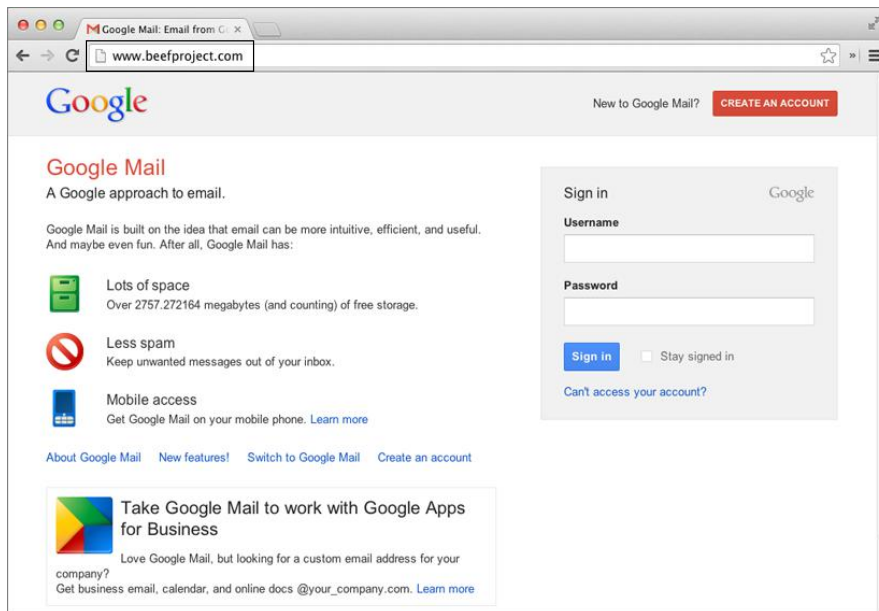 Google Mail: Email from G
www.beefproject.com
Google
New to Google Mail?
CREATE AN ACCOUNT
Google Mail
A Google approach to email.
Google Mail is built on the idea that email can be more intuitive, efficient, and useful.
And maybe even fun. After all, Google Mail has:
Lots of space
Over 2757.272164 megabytes (and counting) of free storage.
Less spam
Keep unwanted messages out of your inbox.
Mobile access
Get Google Mail on your mobile phone. Learn more
About Google Mail New features! Switch to Google Mail Create an account
Take Google Mail to work with Google Apps
for Business
Love Google Mail, but looking for a custom email address for your
company?
Get business email, calendar, and online docs @your_company.com. Learn more
Sign in Google
Username
Password
Sign in Stay signed in
Can't access your account?